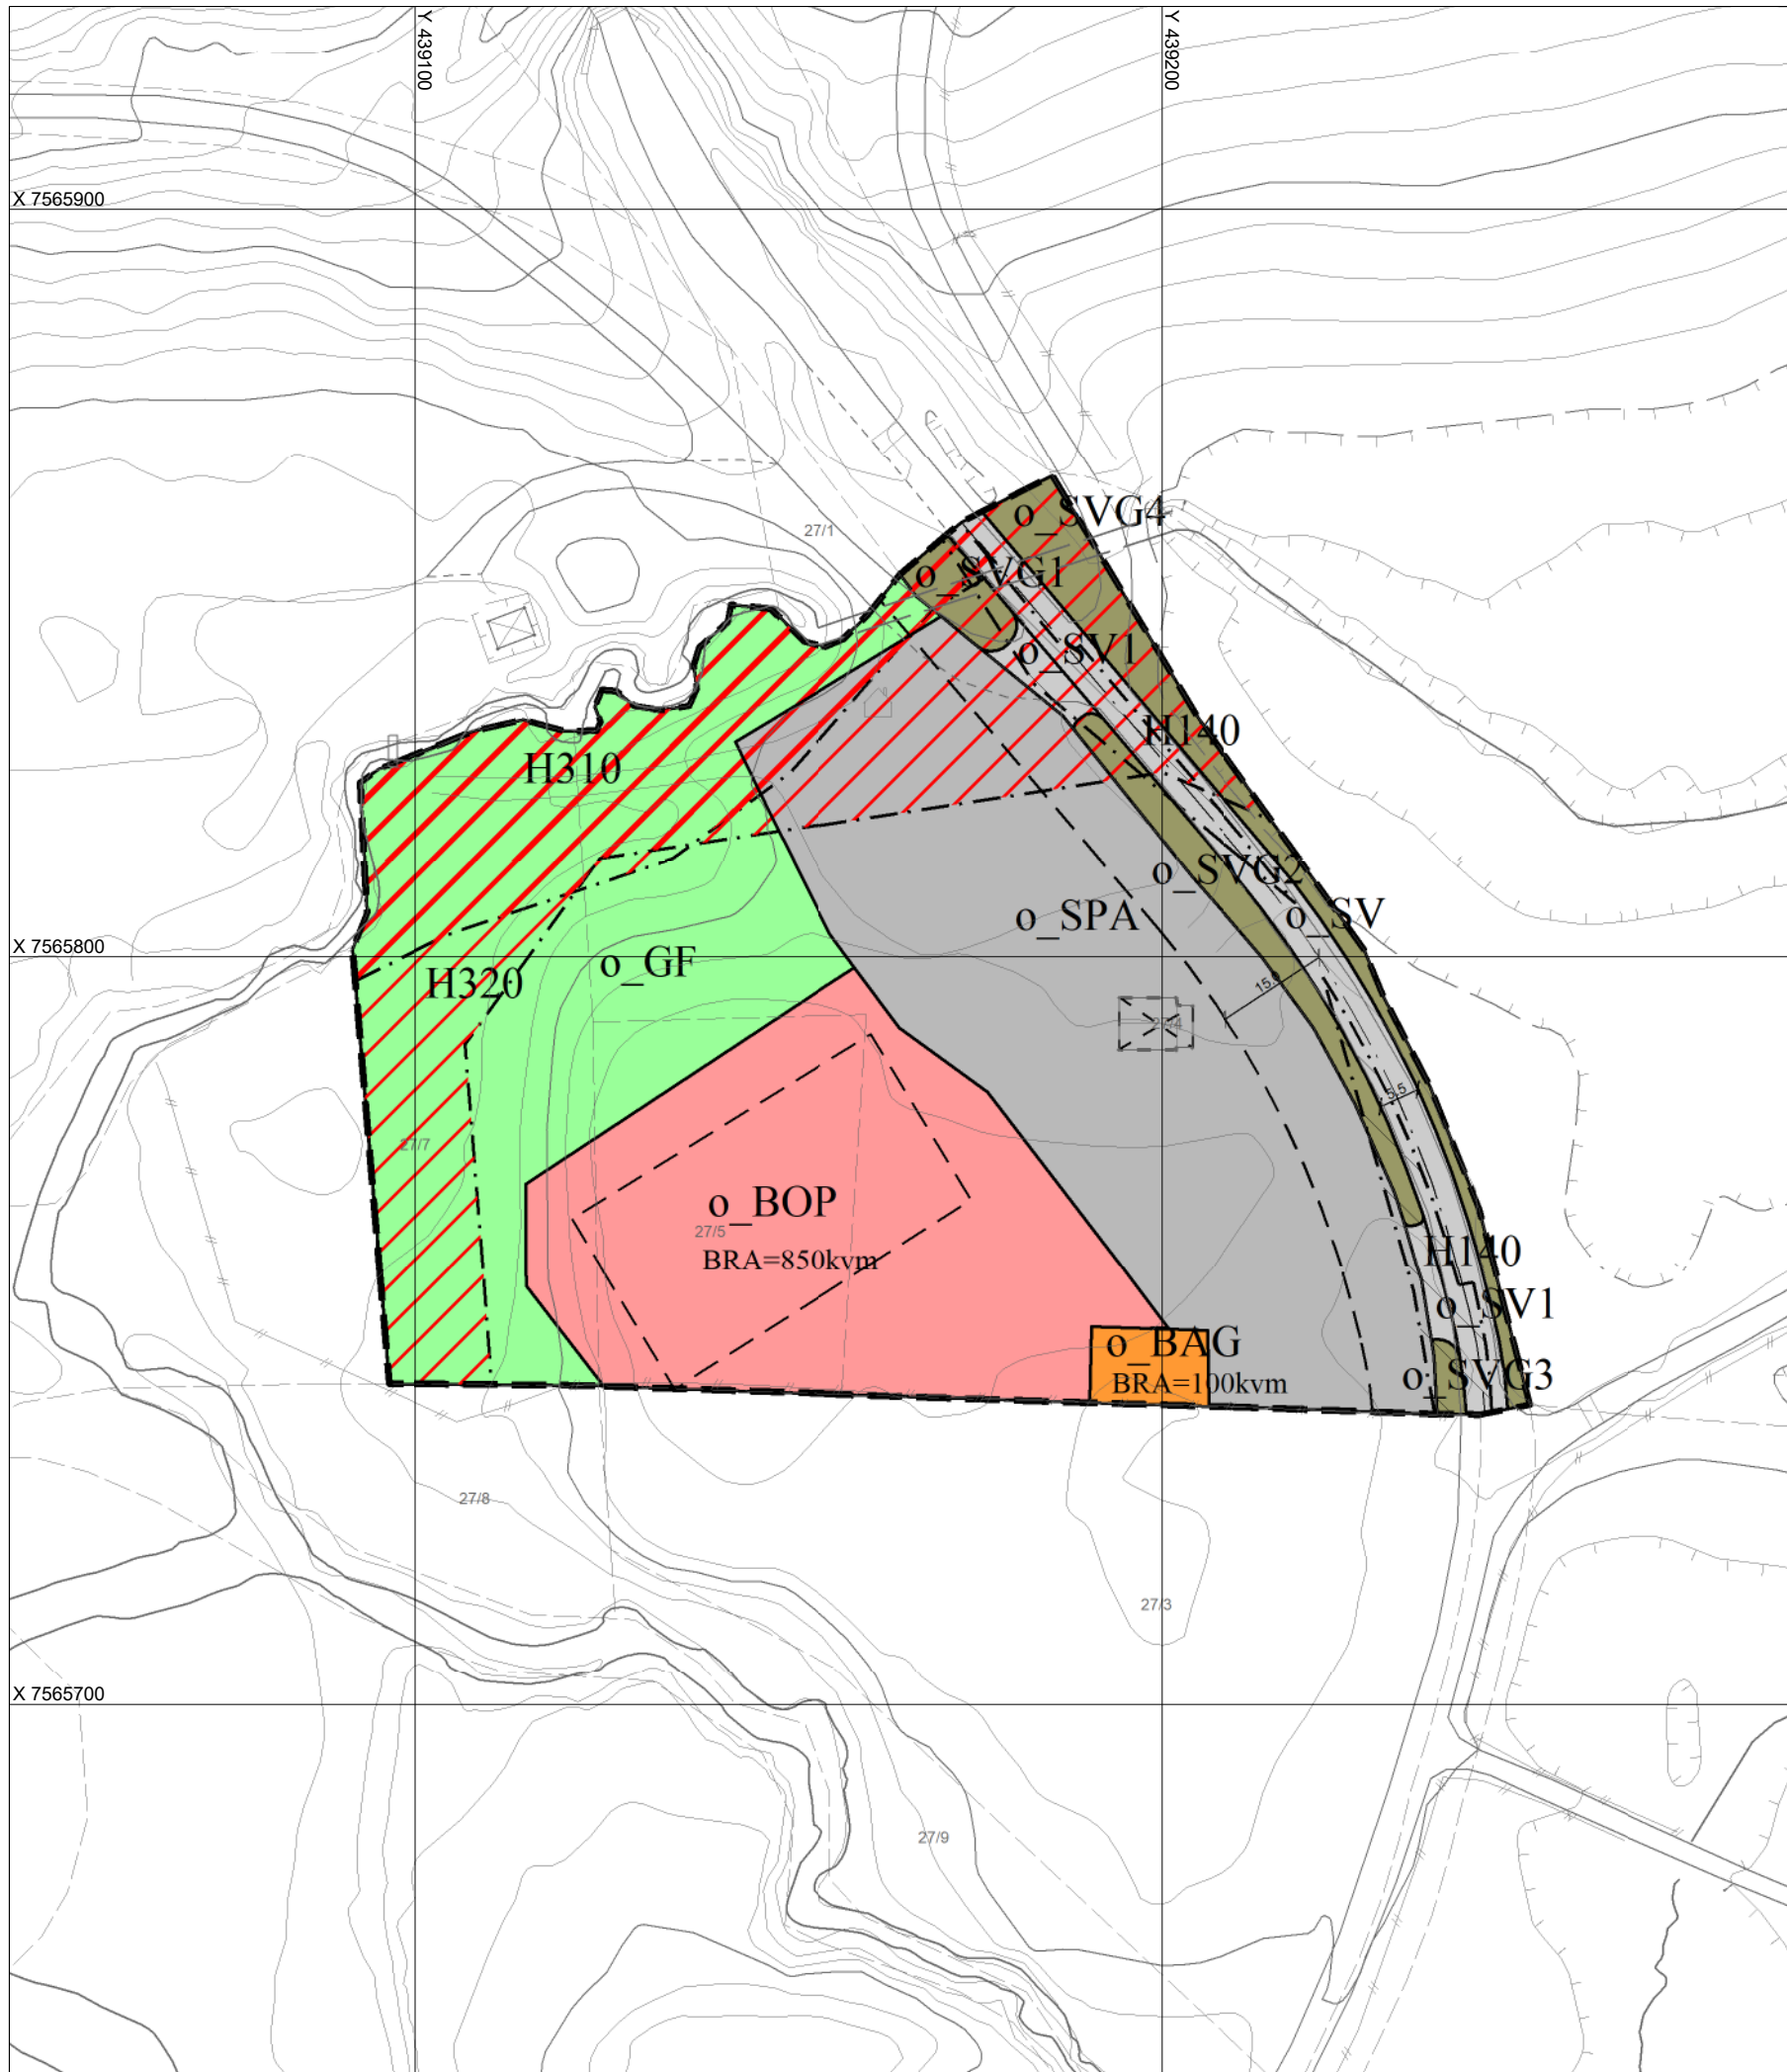 Y 439100
Y 439200
X 7565900
o_SVG4
27/1
o_SVG1
o_SV1
H140
H310
o_SVG2
o_SV
o_SPA
X 7565800
o_GF
H320
27/4
5.5
27/7
o_BOP
27/5
BRA=850kvm
H140
o_SV1
o_BAG
BRA=100kvm
o_SVG3
27/8
27/3
X 7565700
27/9